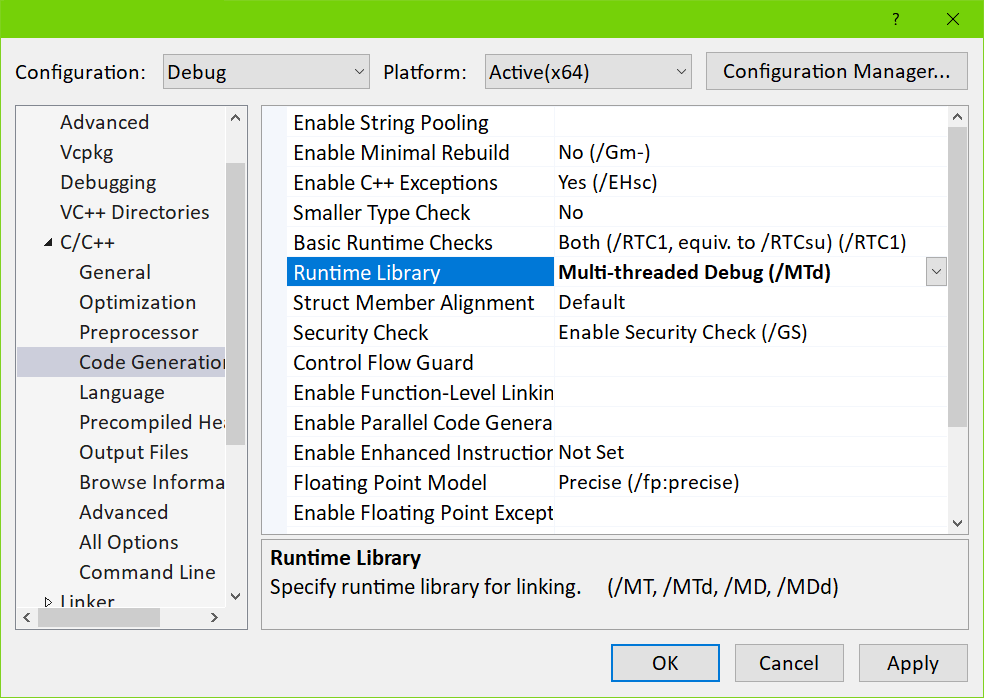 ?
Configuration: Debug Platform: Active(x64) Configuration Manager...
Advanced
Vcpkg
Debugging
VC++ Directories
C/C++
General
Optimization
Preprocessor
Code Generation
Language
Precompiled Hea
Output Files
Browse Informa
Advanced
All Options
Command Line
Linker
Enable String Pooling
Enable Minimal Rebuild No (/Gm-)
Enable C++ Exceptions Yes (/EHsc)
Smaller Type Check No
Basic Runtime Checks Both (/RTC1, equiv. to /RTCsu) (/RTC1)
Runtime Library Multi-threaded Debug (/MTd)
Struct Member Alignment Default
Security Check Enable Security Check (/GS)
Control Flow Guard
Enable Function-Level Linkin
Enable Parallel Code Genera
Enable Enhanced Instruction Not Set
Floating Point Model Precise (/fp:precise)
Enable Floating Point Except
Runtime Library
Specify runtime library for linking. (/MT, /MTd, /MD, /MDd)
OK Cancel Apply